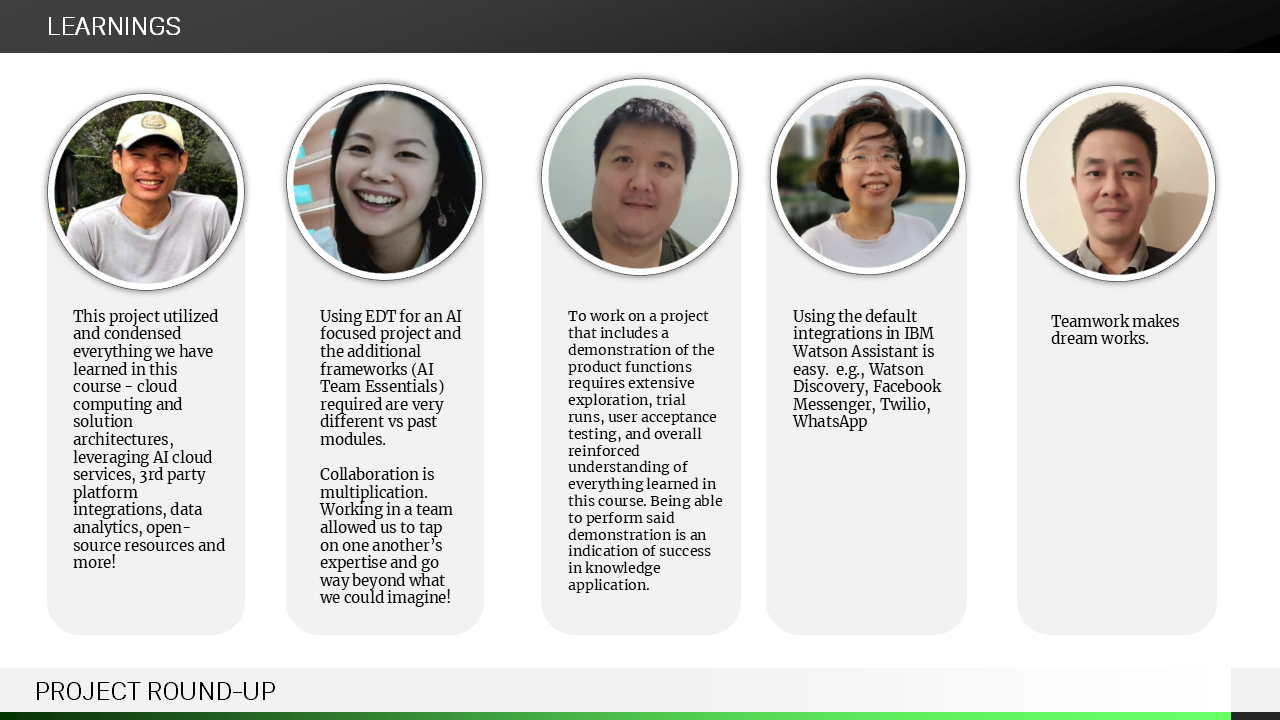 LEARNINGS
This project utilized
and condensed
everything we have
learned in this
course - cloud
computing and
solution
architectures,
leveraging AI cloud
services, 3rd party
platform
integrations, data
analytics, open-
source resources and
more!
Using EDT for an AI
focused project and
the additional
frameworks (AI
Team Essentials)
required are very
different vs past
modules.
Collaboration is
multiplication.
Working in a team
allowed us to tap
on one another’s
expertise and go
way beyond what
we could imagine!
To work on a project
that includes a
demonstration of the
product functions
requires extensive
exploration, trial
runs, user acceptance
testing, and overall
reinforced
understanding of
everything learned in
this course. Being able
to perform said
demonstration is an
indication of success
in knowledge
application.
Using the default
integrations in IBM
Watson Assistant is
easy.  e.g., Watson
Discovery, Facebook
Messenger, Twilio,
WhatsApp
Teamwork makes
dream works.
PROJECT ROUND-UP